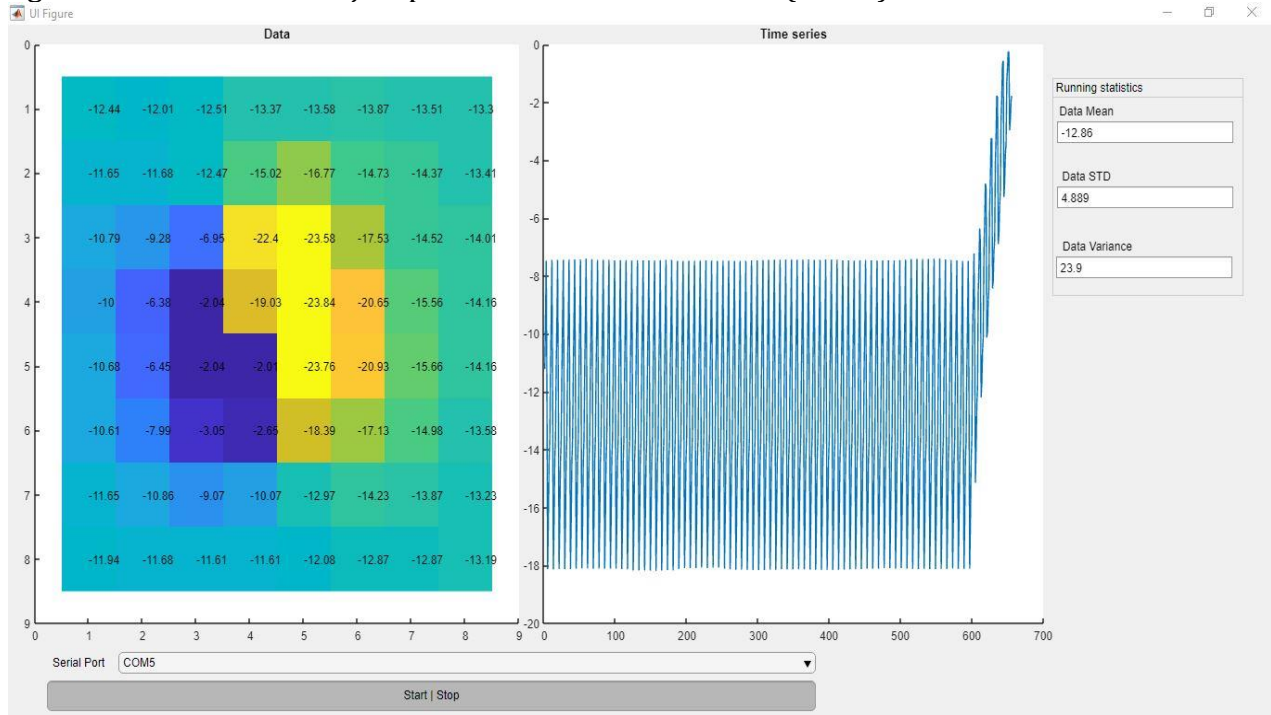 UI Figure
Data
Time series
Running statistics
Data Mean
-12.86
Data STD
4.889
Data Variance
23.9
0
1 -12.44 -12.01 -12.51 -13.37 -13.58 -13.87 -13.51 -13.3
2 -11.65 -11.68 -12.47 -15.02 -16.77 -14.73 -14.37 -13.41
3 -10.79 -9.28 -6.95 -22.4 -23.58 -17.53 -14.52 -14.01
4 -10 -6.38 -2.04 -19.03 -23.84 -20.65 -15.56 -14.16
5 -10.68 -6.45 -2.04 -2.01 -23.76 -20.93 -15.66 -14.16
6 -10.61 -7.99 -3.05 -2.65 -18.39 -17.13 -14.98 -13.58
7 -11.65 -10.86 -9.07 -10.07 -12.97 -14.23 -13.87 -13.23
8 -11.94 -11.68 -11.61 -11.61 -12.08 -12.87 -12.87 -13.19
9
0 1 2 3 4 5 6 7 8 9
0
-2
-4
-6
-8
-10
-12
-14
-16
-18
-20
0 100 200 300 400 500 600 700
Serial Port COM5
Start | Stop